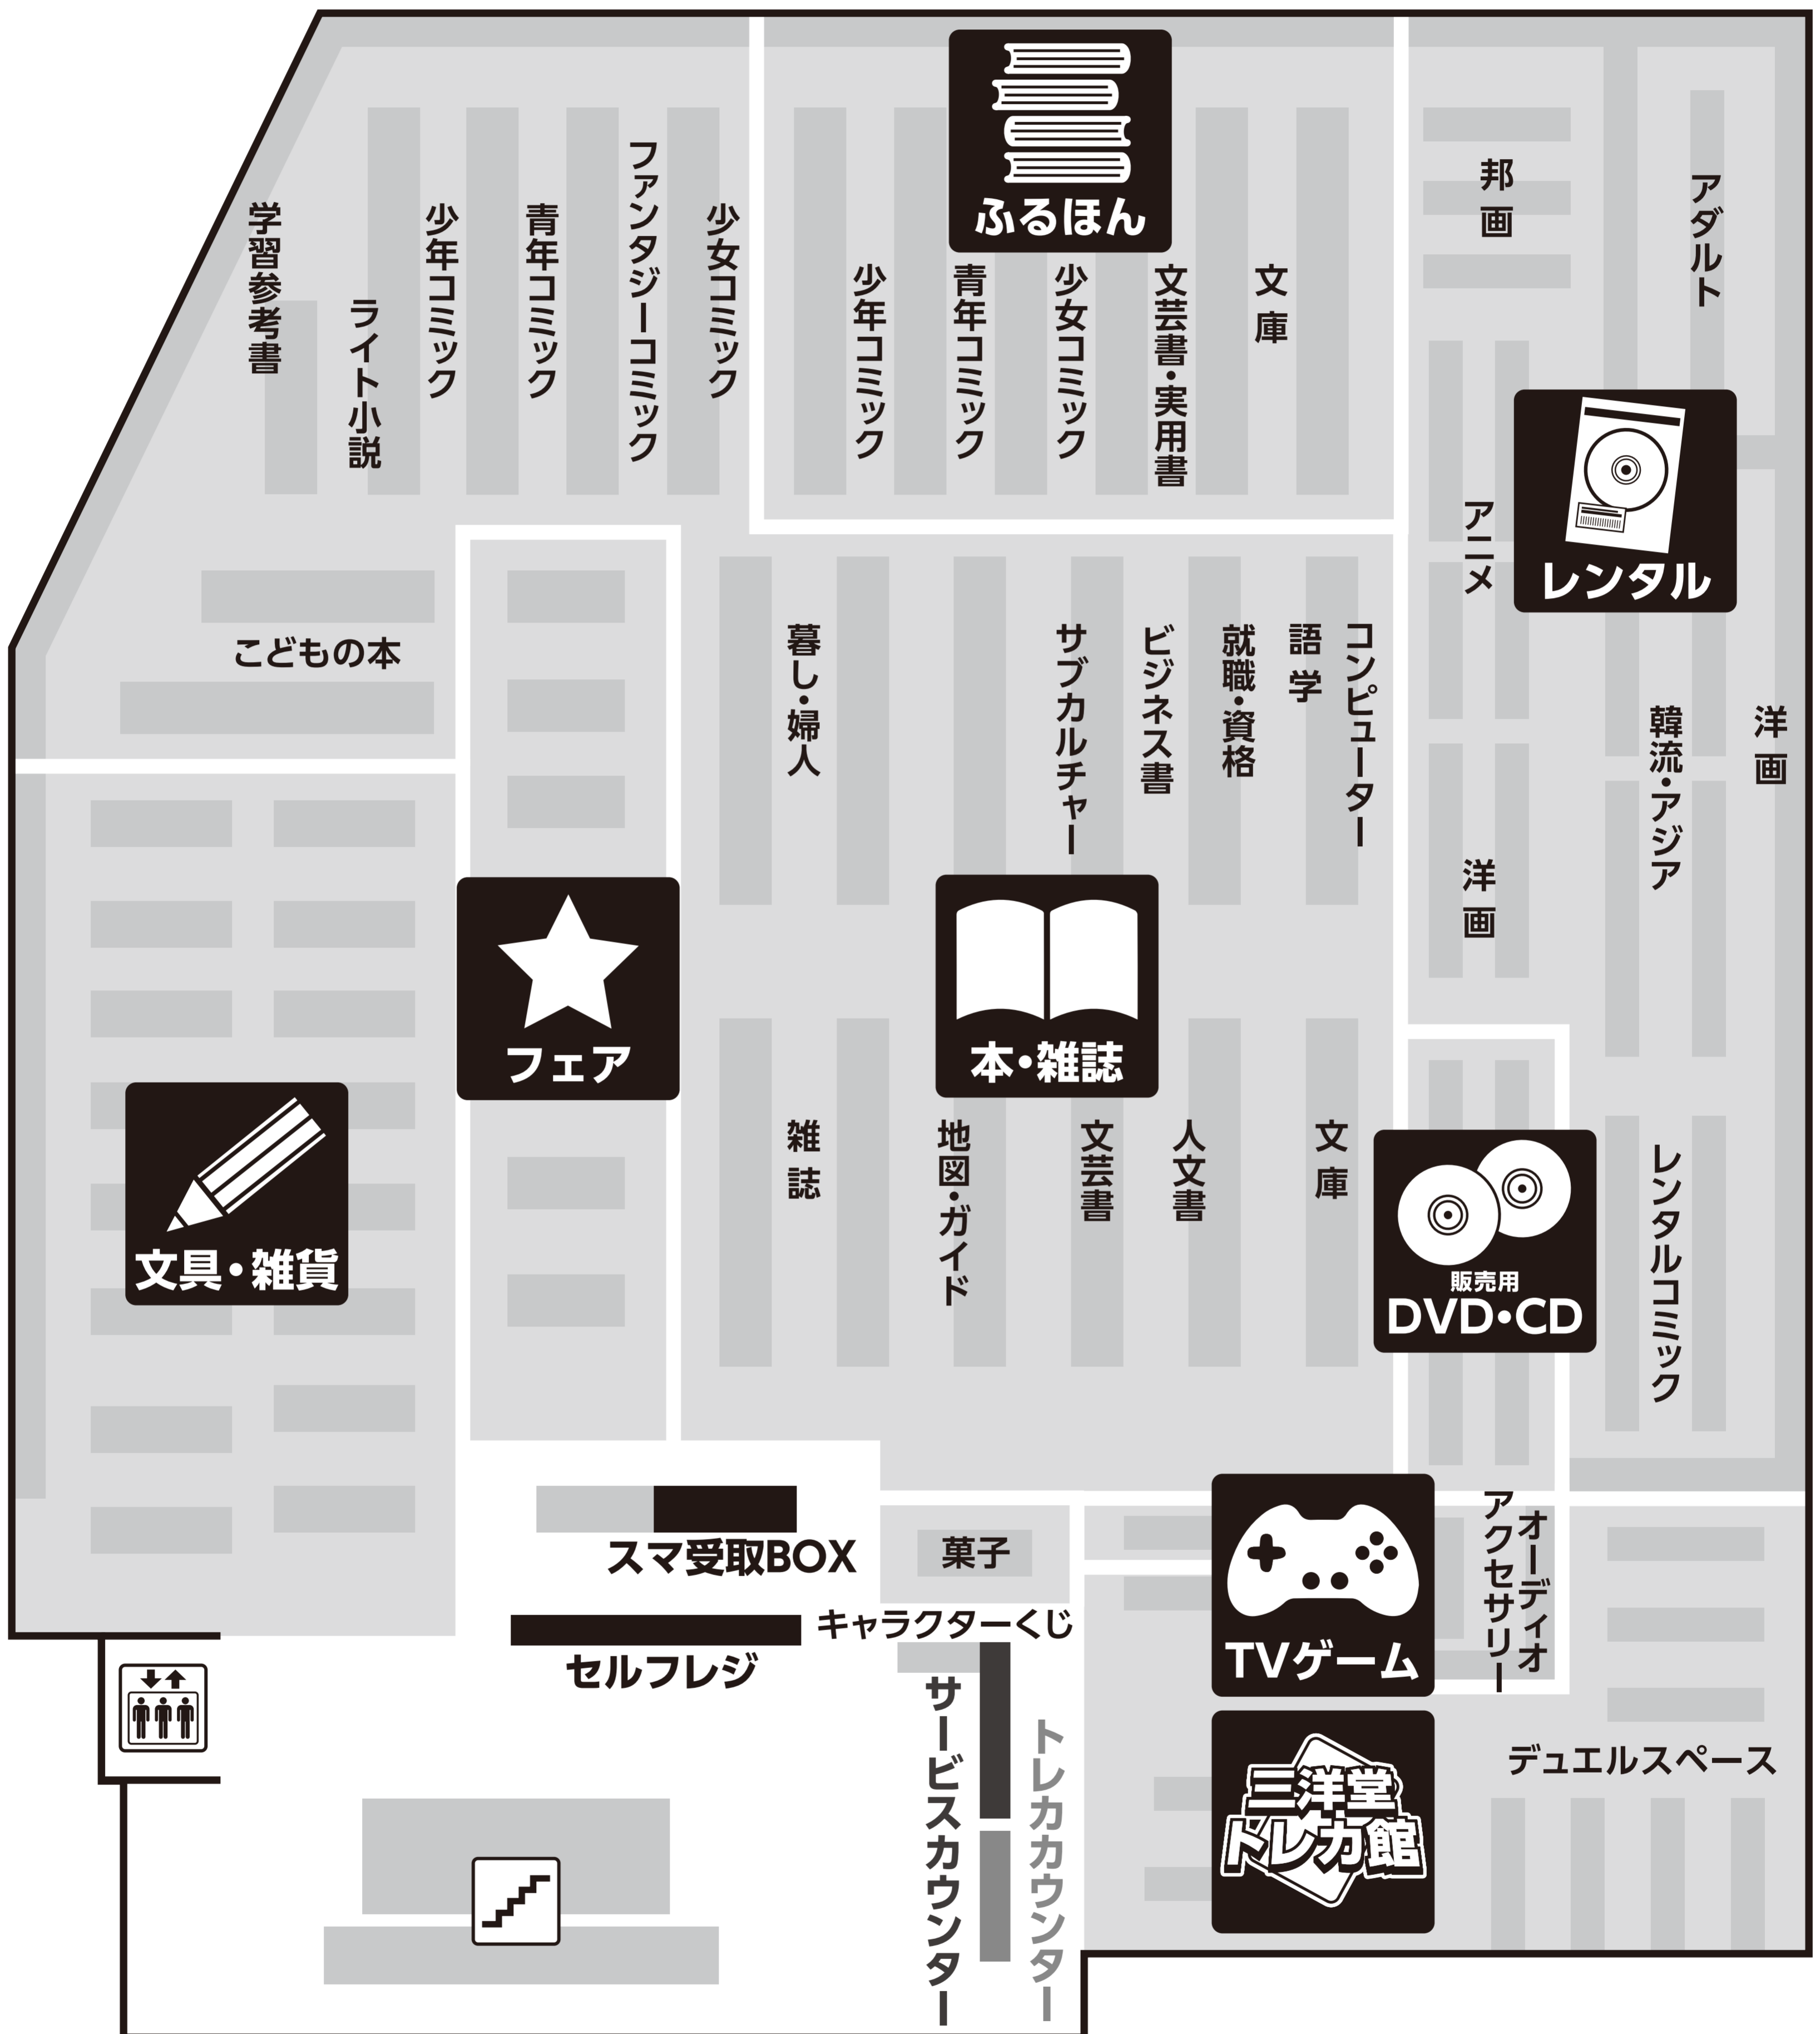 ふるほん
学習参考書
ライト小説
少年コミック
青年コミック
ファンタジーコミック
少女コミック
少年コミック
青年コミック
少女コミック
文芸書・実用書
文庫
邦画
アダルト
レンタル
アニメ
こどもの本
暮し・婦人
サブカルチャー
ビジネス書
就職・資格
語学
コンピューター
韓流・アジア
洋画
洋画
フェア
本・雑誌
文具・雑貨
雑誌
地図・ガイド
文芸書
人文書
文庫
販売用
DVD・CD
レンタルコミック
スマ受取BOX
菓子
キャラクターくじ
セルフレジ
TVゲーム
オーディオ
アクセサリー
サービスカウンター
トレカカウンター
三洋堂
トレカ館
デュエルスペース